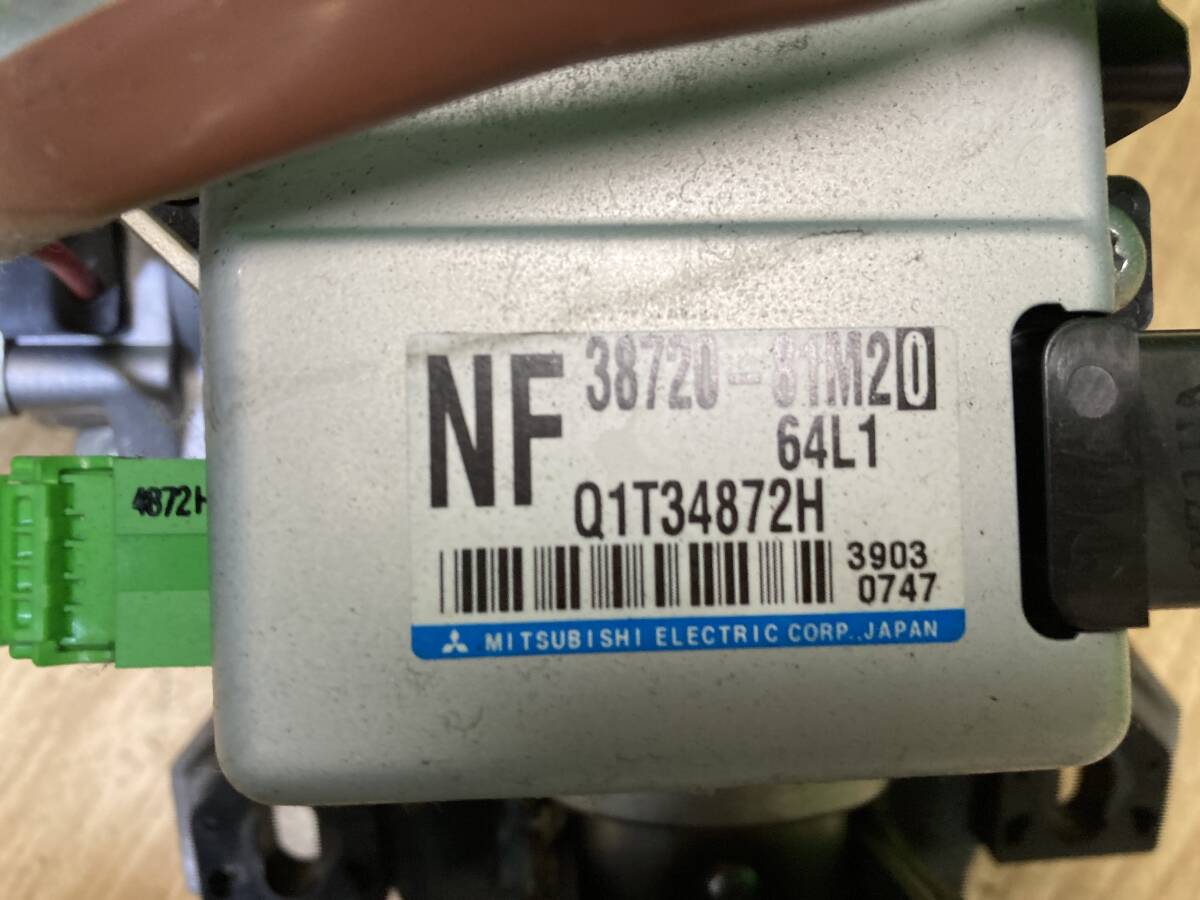 NF 38720-81M20
64L1
Q1T34872H
3903
0747
MITSUBISHI ELECTRIC CORP., JAPAN
4872H